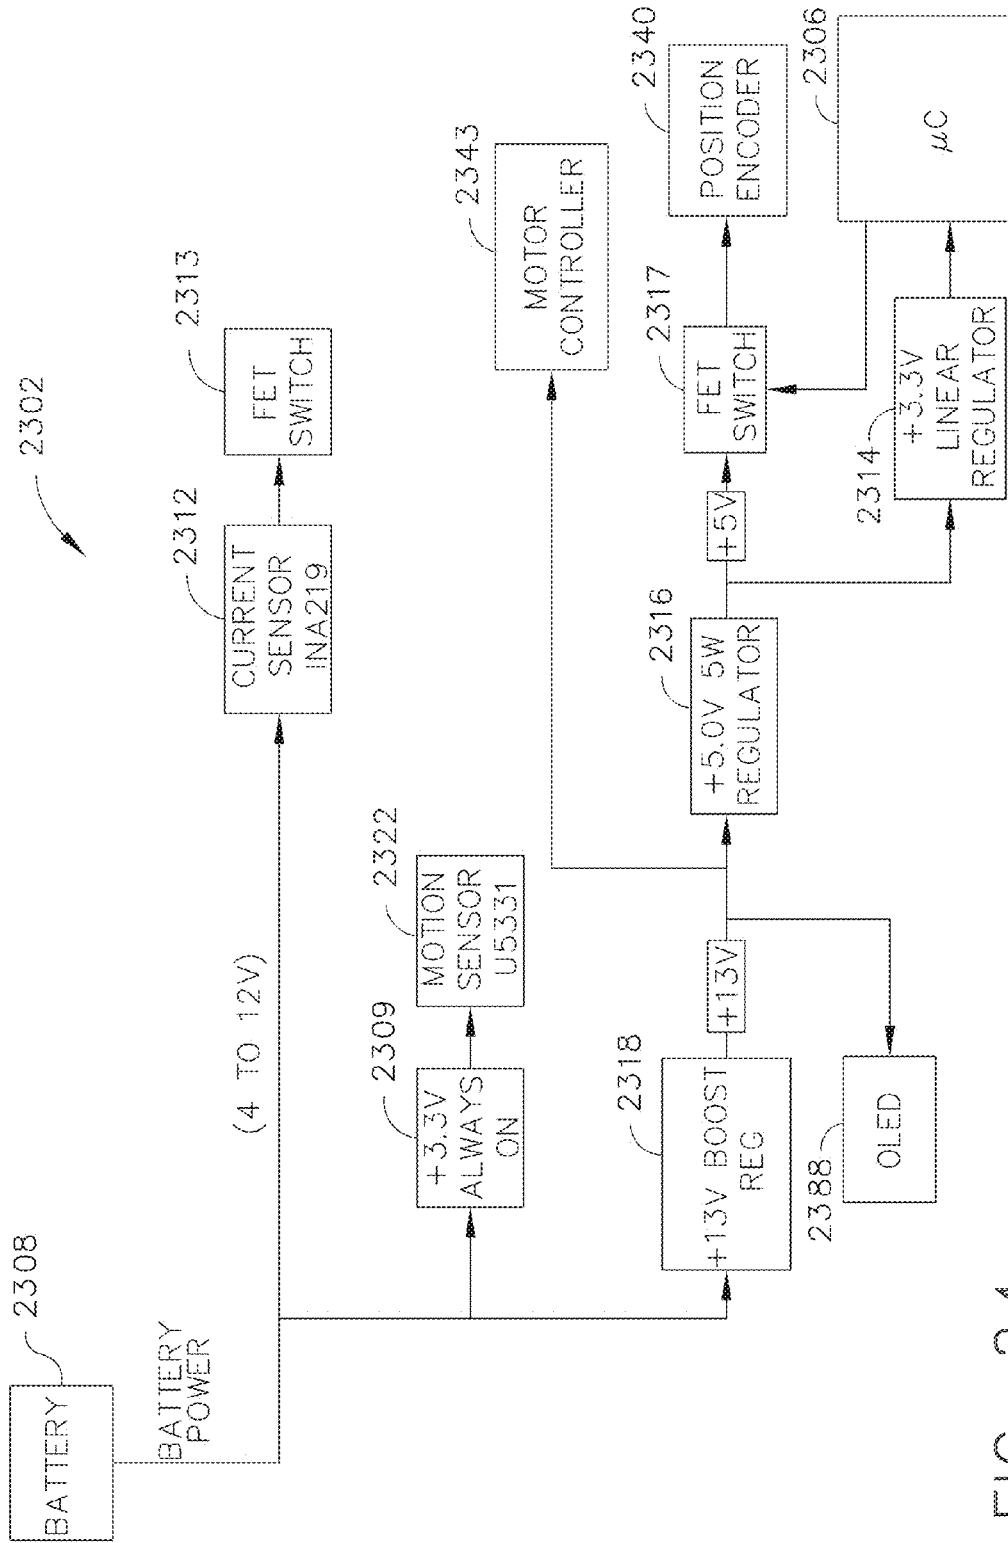 BATTERY
2308
2302
BATTERY
POWER
(4 TO 12V)
2312
2313
CURRENT
SENSOR
INA219
FET
SWITCH
2309
2322
+3.3V
ALWAYS
ON
MOTION
SENSOR
U5331
2343
MOTOR
CONTROLLER
2318
2316
2317
2340
+13V BOOST
REG
+13V
+5.0V 5W
REGULATOR
+5V
FET
SWITCH
POSITION
ENCODER
2388
2314
2306
OLED
+3.3V
LINEAR
REGULATOR
μC